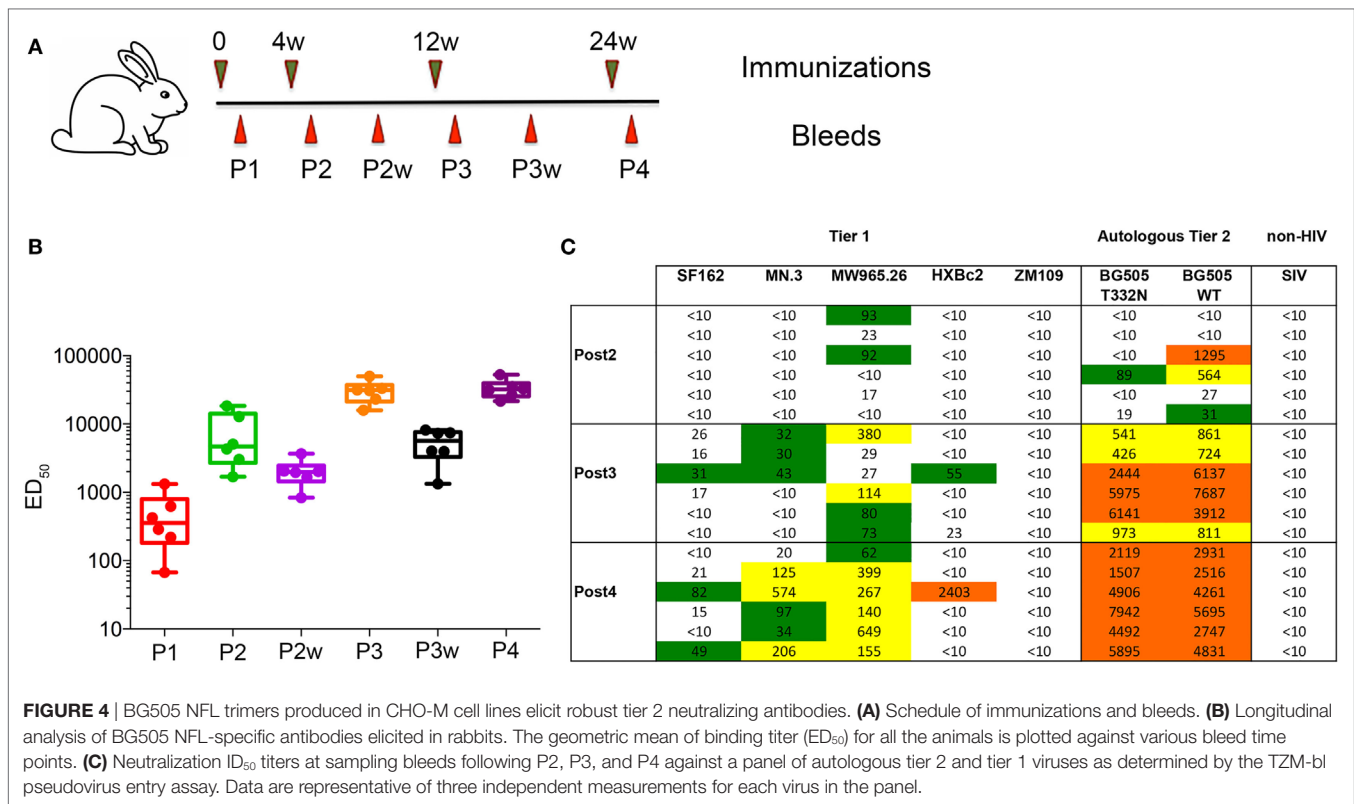 A
0 4w 12w 24w
Immunizations
Bleeds
P1 P2 P2w P3 P3w P4
B
ED50
100000
10000
1000
100
10
P1 P2 P2w P3 P3w P4
C
Tier 1 Autologous Tier 2 non-HIV
SF162 MN.3 MW965.26 HXBc2 ZM109 BG505 T332N BG505 WT SIV
Post2
<10 <10 93 <10 <10 <10 <10 <10
<10 <10 23 <10 <10 <10 <10 <10
<10 <10 92 <10 <10 <10 1295 <10
<10 <10 <10 <10 <10 89 564 <10
<10 <10 17 <10 <10 <10 27 <10
<10 <10 <10 <10 <10 19 31 <10
Post3
26 32 380 <10 <10 541 861 <10
16 30 29 <10 <10 426 724 <10
31 43 27 55 <10 2444 6137 <10
17 <10 114 <10 <10 5975 7687 <10
<10 <10 80 <10 <10 6141 3912 <10
<10 <10 73 23 <10 973 811 <10
Post4
<10 20 62 <10 <10 2119 2931 <10
21 125 399 <10 <10 1507 2516 <10
82 574 267 2403 <10 4906 4261 <10
15 97 140 <10 <10 7942 5695 <10
<10 34 649 <10 <10 4492 2747 <10
49 206 155 <10 <10 5895 4831 <10
FIGURE 4 | BG505 NFL trimers produced in CHO-M cell lines elicit robust tier 2 neutralizing antibodies. (A) Schedule of immunizations and bleeds. (B) Longitudinal
analysis of BG505 NFL-specific antibodies elicited in rabbits. The geometric mean of binding titer (ED50) for all the animals is plotted against various bleed time
points. (C) Neutralization ID50 titers at sampling bleeds following P2, P3, and P4 against a panel of autologous tier 2 and tier 1 viruses as determined by the TZM-bl
pseudovirus entry assay. Data are representative of three independent measurements for each virus in the panel.